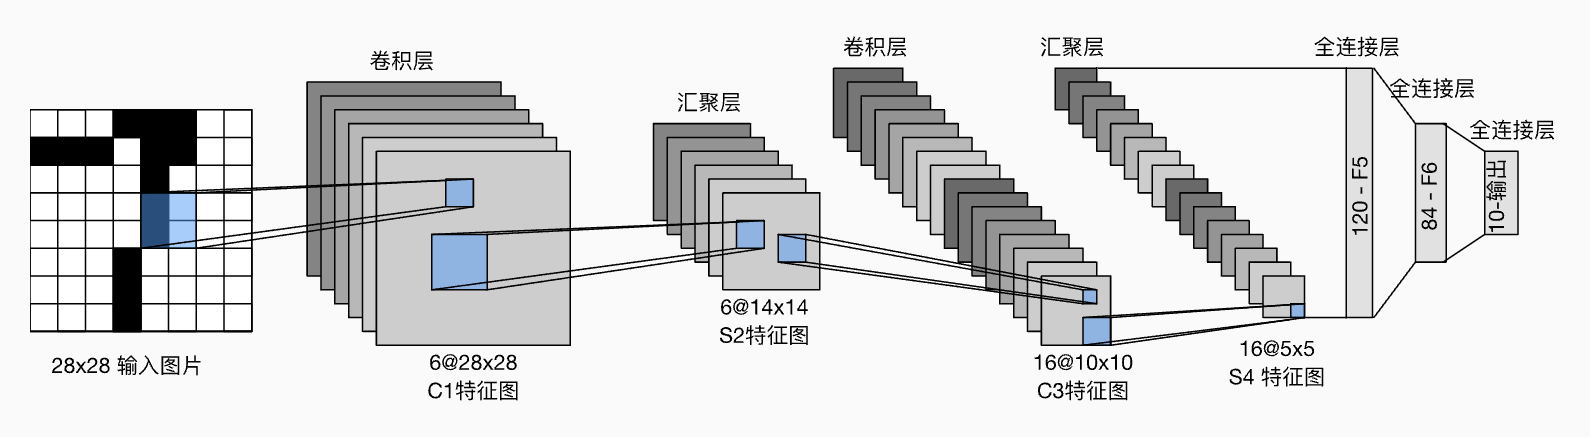 卷积层
汇聚层
卷积层
汇聚层
全连接层
全连接层
全连接层
28x28 输入图片
6@28x28
C1特征图
6@14x14
S2特征图
16@10x10
C3特征图
16@5x5
S4 特征图
120 - F5
84 - F6
10-输出